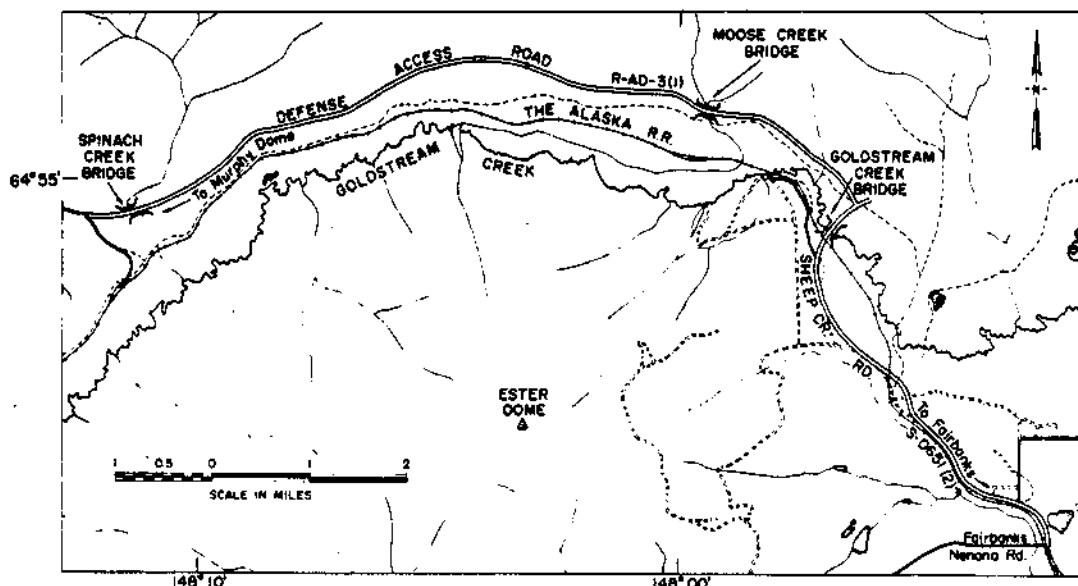 MOOSE CREEK
BRIDGE
DEFENSE ACCESS ROAD
R-AD-3(1)
N
THE ALASKA R.R.
SPINACH
CREEK
BRIDGE
To Murphy Dome
GOLDSTREAM CREEK
GOLDSTREAM
CREEK
BRIDGE
64°55'
SHEEP CR. RD.
ESTER
DOME
To Fairbanks
S-0651(2)
1 0.5 0 1 2
SCALE IN MILES
Fairbanks
Nenana Rd.
148°10'
148°00'